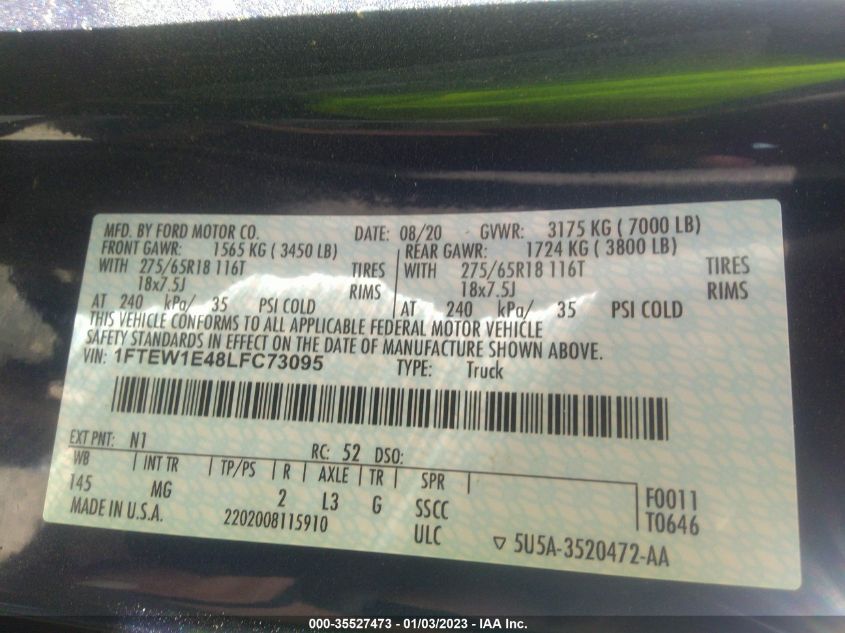 MFD. BY FORD MOTOR CO. DATE: 08/20 GVWR: 3175 KG ( 7000 LB)
FRONT GAWR: 1565 KG ( 3450 LB) REAR GAWR: 1724 KG ( 3800 LB)
WITH 275/65R18 116T TIRES WITH 275/65R18 116T TIRES
18x7.5J RIMS 18x7.5J RIMS
AT 240 kPa/ 35 PSI COLD AT 240 kPa/ 35 PSI COLD
THIS VEHICLE CONFORMS TO ALL APPLICABLE FEDERAL MOTOR VEHICLE
SAFETY STANDARDS IN EFFECT ON THE DATE OF MANUFACTURE SHOWN ABOVE.
VIN: 1FTEW1E48LFC73095 TYPE: Truck
EXT PNT: N1 RC: 52 DSO:
WB INT TR TP/PS R AXLE TR SPR
145 MG 2 L3 G SSCC F0011
MADE IN U.S.A. 2202008115910 ULC T0646
5U5A-3520472-AA
000-35527473 - 01/03/2023 - IAA Inc.